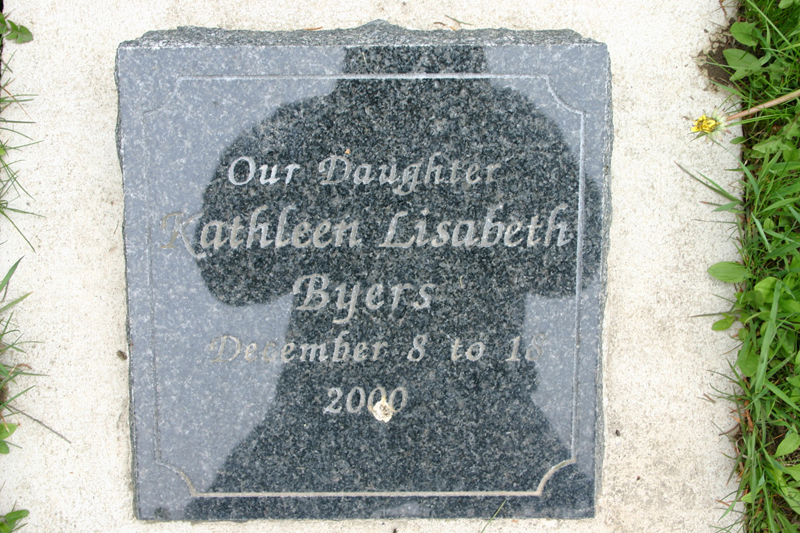 Our Daughter
Kathleen Lisabeth
Byers
December 8 to 18
2000